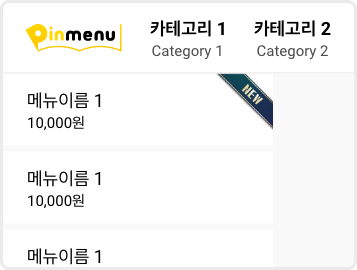 Pinmenu
카테고리 1
Category 1
카테고리 2
Category 2
NEW
메뉴이름 1
10,000원
메뉴이름 1
10,000원
메뉴이름 1